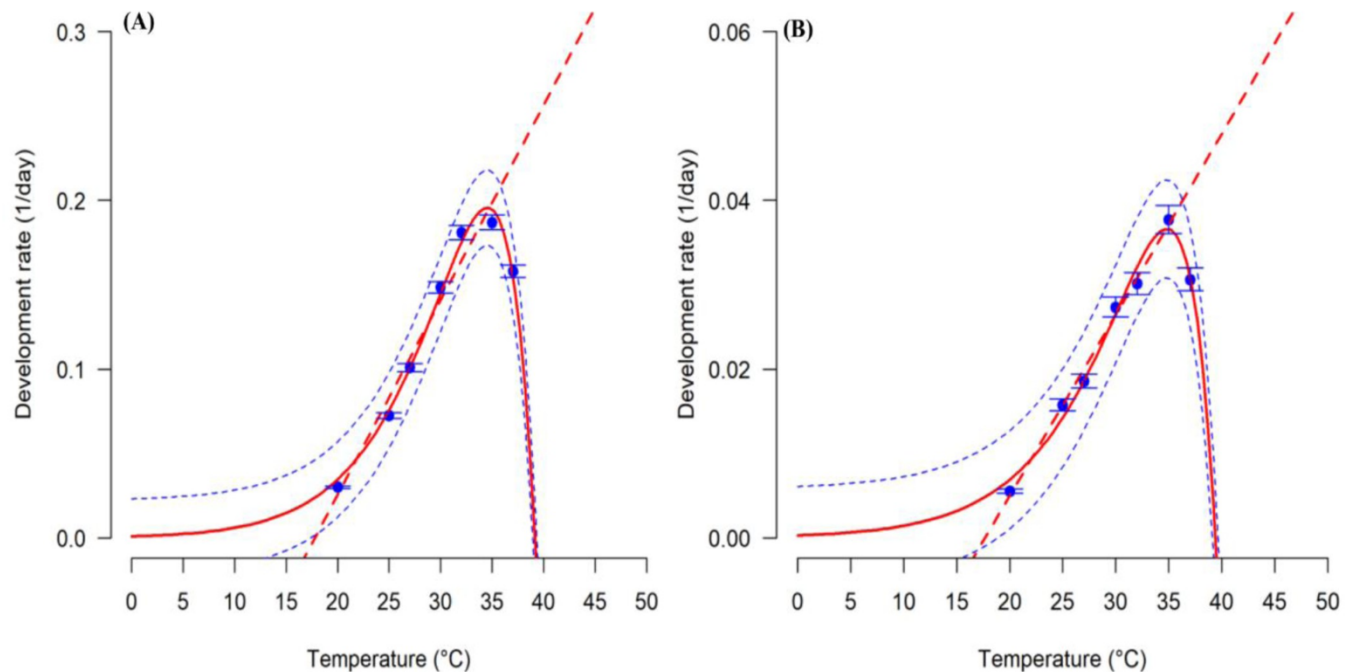 (A)
Development rate (1/day)
0.3
0.2
0.1
0.0
0 5 10 15 20 25 30 35 40 45 50
Temperature (°C)
(B)
Development rate (1/day)
0.06
0.04
0.02
0.00
0 5 10 15 20 25 30 35 40 45 50
Temperature (°C)